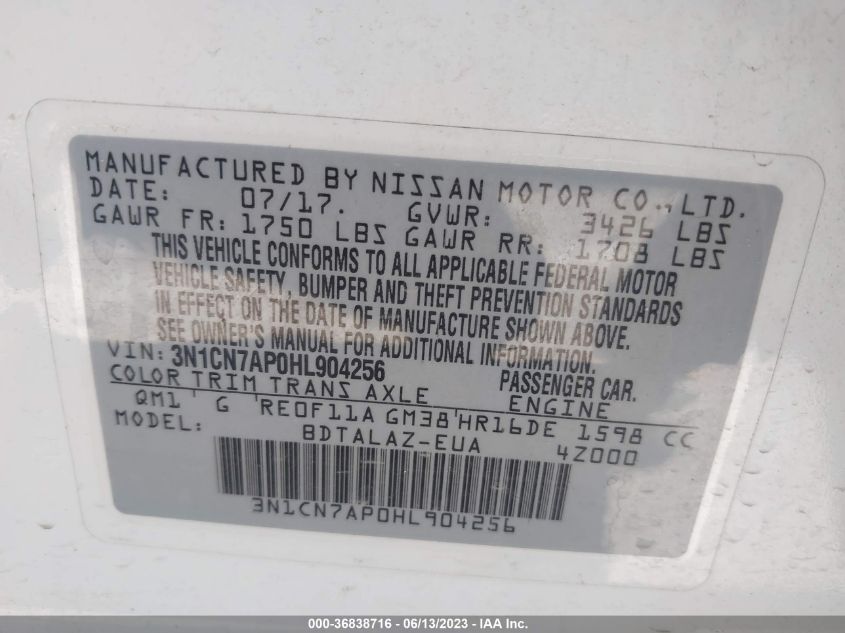 MANUFACTURED BY NISSAN MOTOR CO., LTD.
DATE: 07/17. GVWR: 3426 LBS
GAWR FR: 1750 LBS GAWR RR: 1708 LBS
THIS VEHICLE CONFORMS TO ALL APPLICABLE FEDERAL MOTOR
VEHICLE SAFETY, BUMPER AND THEFT PREVENTION STANDARDS
IN EFFECT ON THE DATE OF MANUFACTURE SHOWN ABOVE.
SEE OWNER'S MANUAL FOR ADDITIONAL INFORMATION.
VIN: 3N1CN7AP0HL904256 PASSENGER CAR.
COLOR TRIM TRANS AXLE ENGINE
QM1 G RE0F11A GM38 HR16DE 1598 CC
MODEL: BDTALAZ-EUA 4Z000
3N1CN7AP0HL904256
000-36838716 - 06/13/2023 - Copyright © 2023 IAA, Inc.